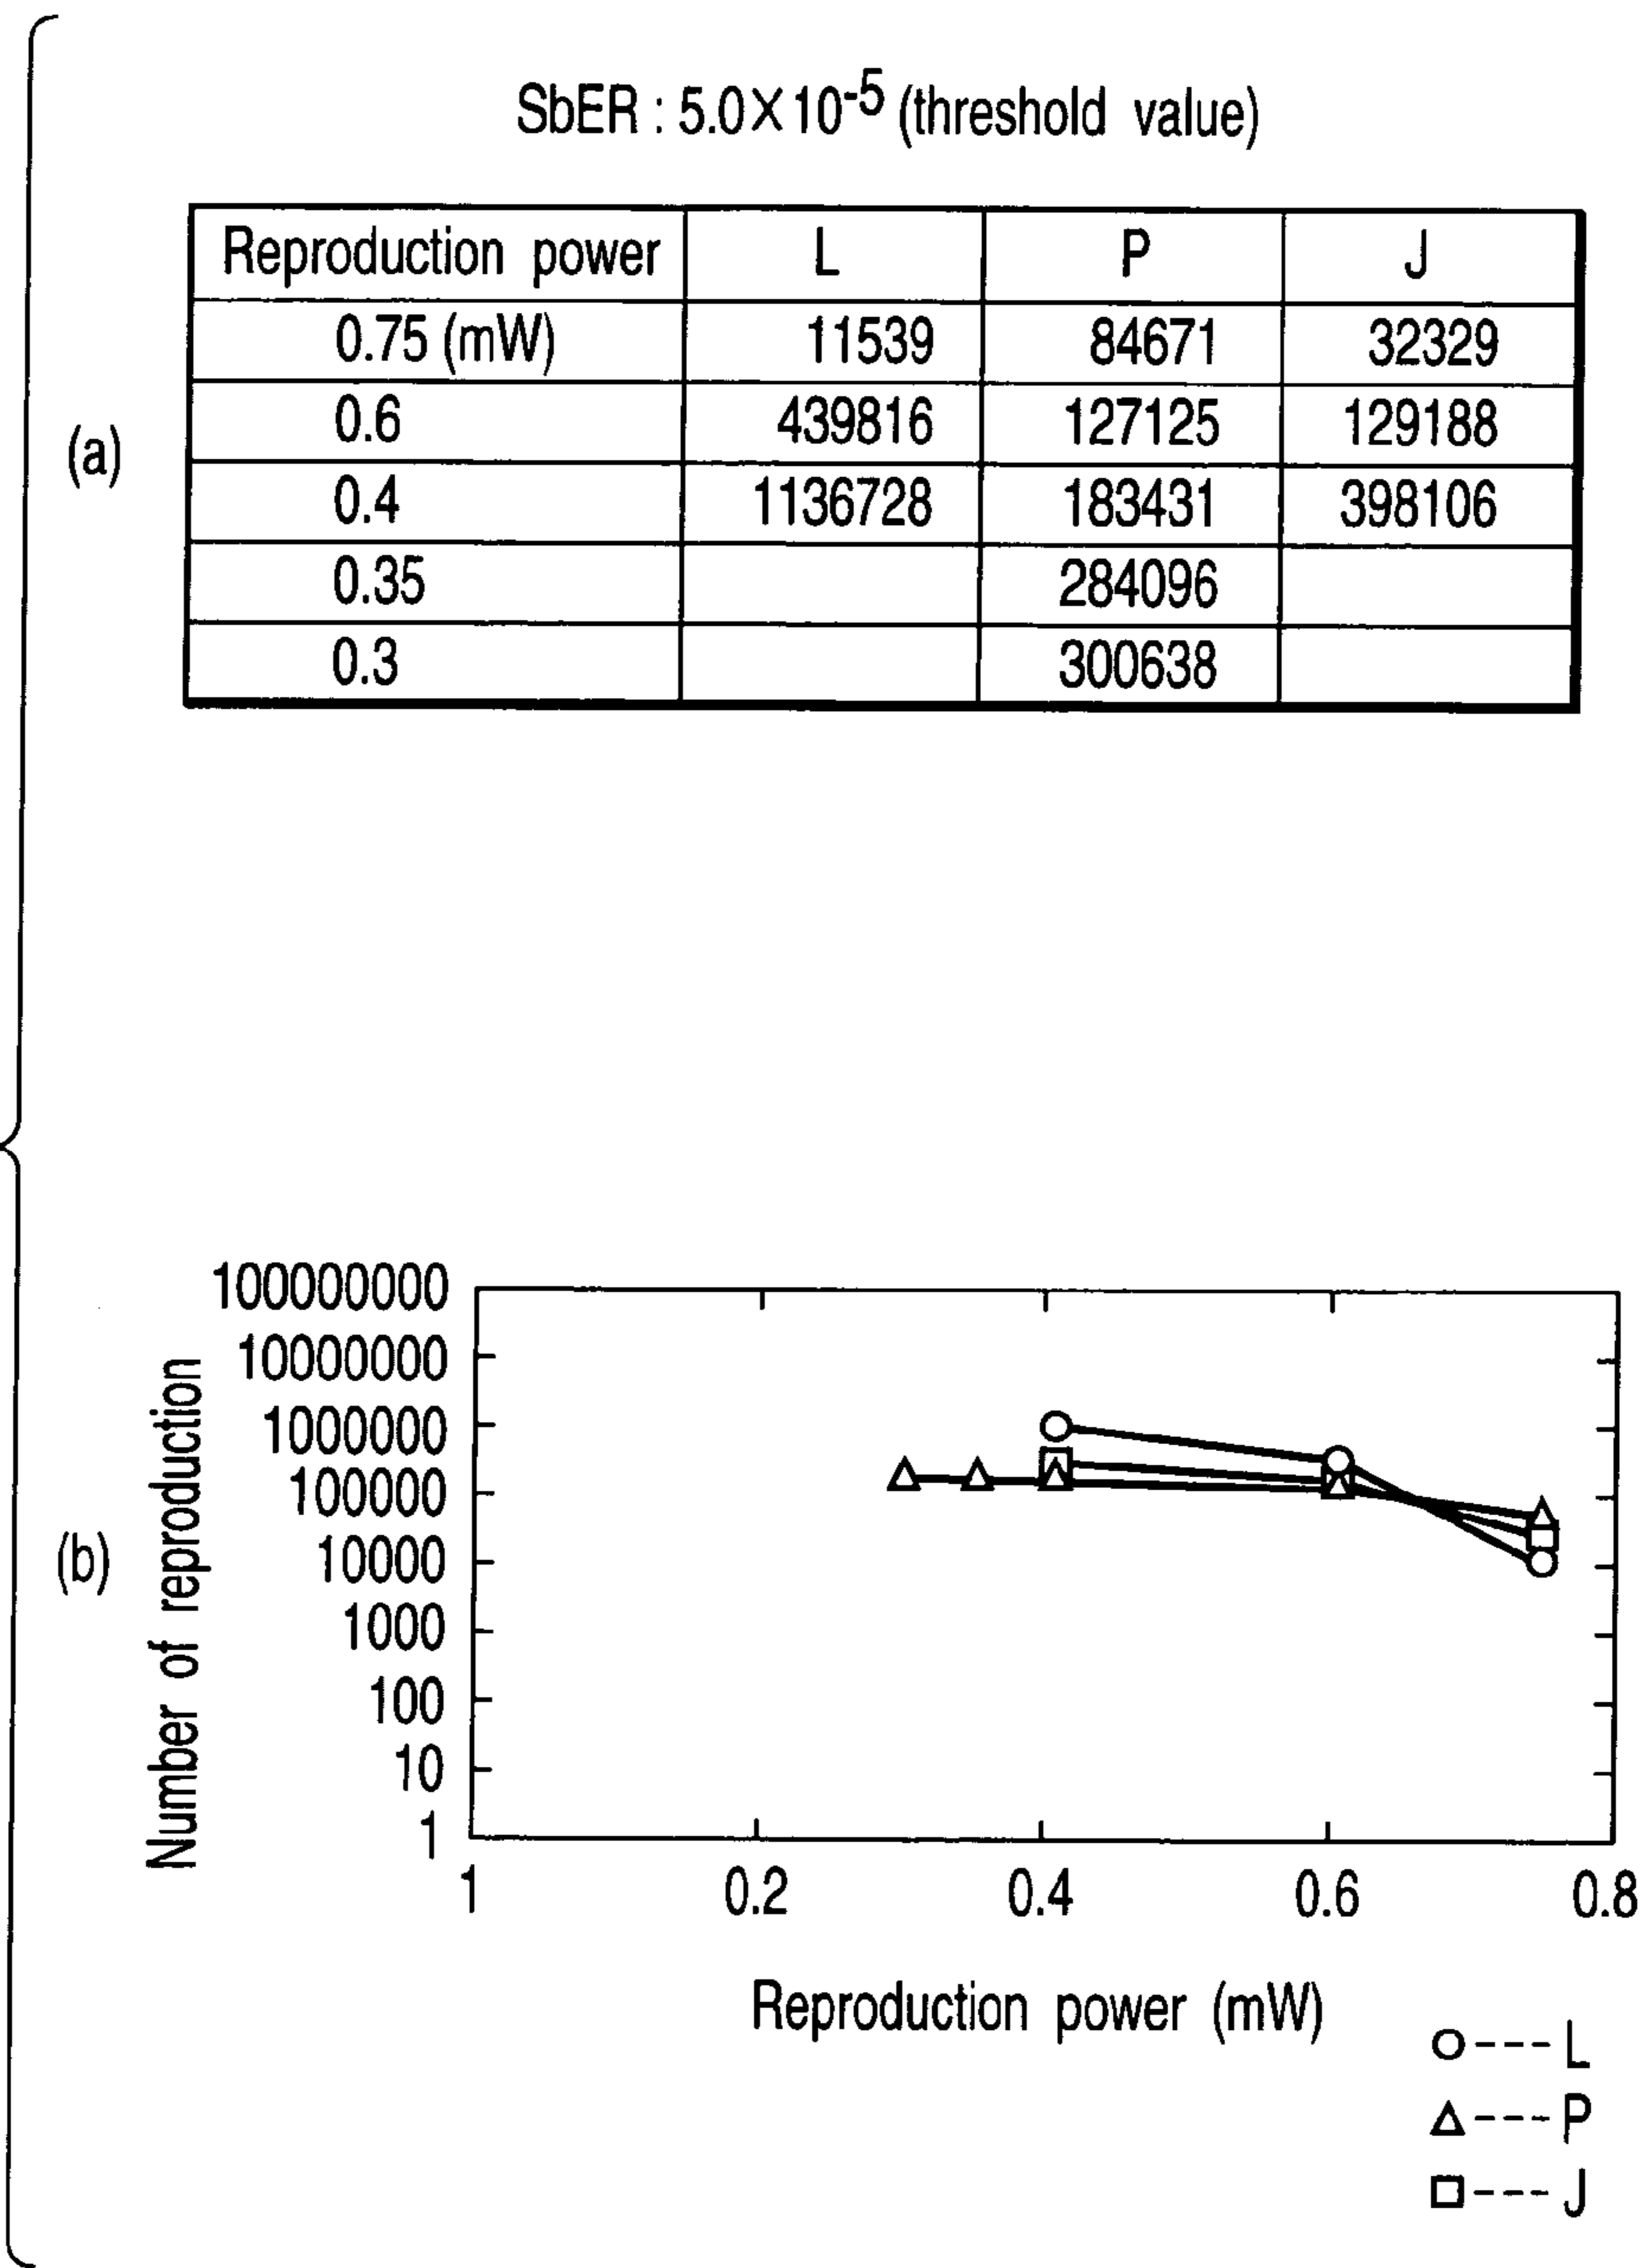 SbER : 5.0×10-5 (threshold value)
(a)
Reproduction power L P J
0.75 (mW) 11539 84671 32329
0.6 439816 127125 129188
0.4 1136728 183431 398106
0.35 284096
0.3 300638
(b)
Number of reproduction
100000000
10000000
1000000
100000
10000
1000
100
10
1
1 0.2 0.4 0.6 0.8
Reproduction power (mW)
L
P
J